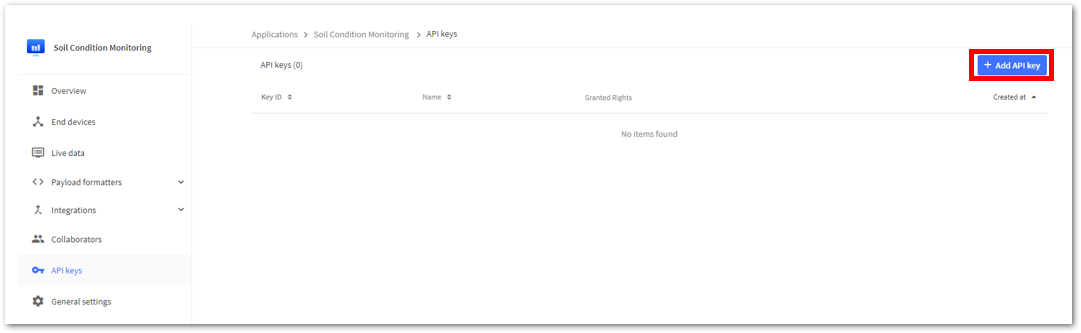 Soil Condition Monitoring
Overview
End devices
Live data
Payload formatters
Integrations
Collaborators
API keys
General settings
Applications > Soil Condition Monitoring > API keys
API keys (0)
+ Add API key
Key ID Name Granted Rights Created at
No items found